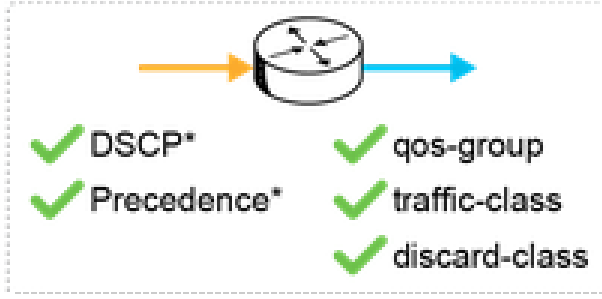 DSCP*
Precedence*
qos-group
traffic-class
discard-class